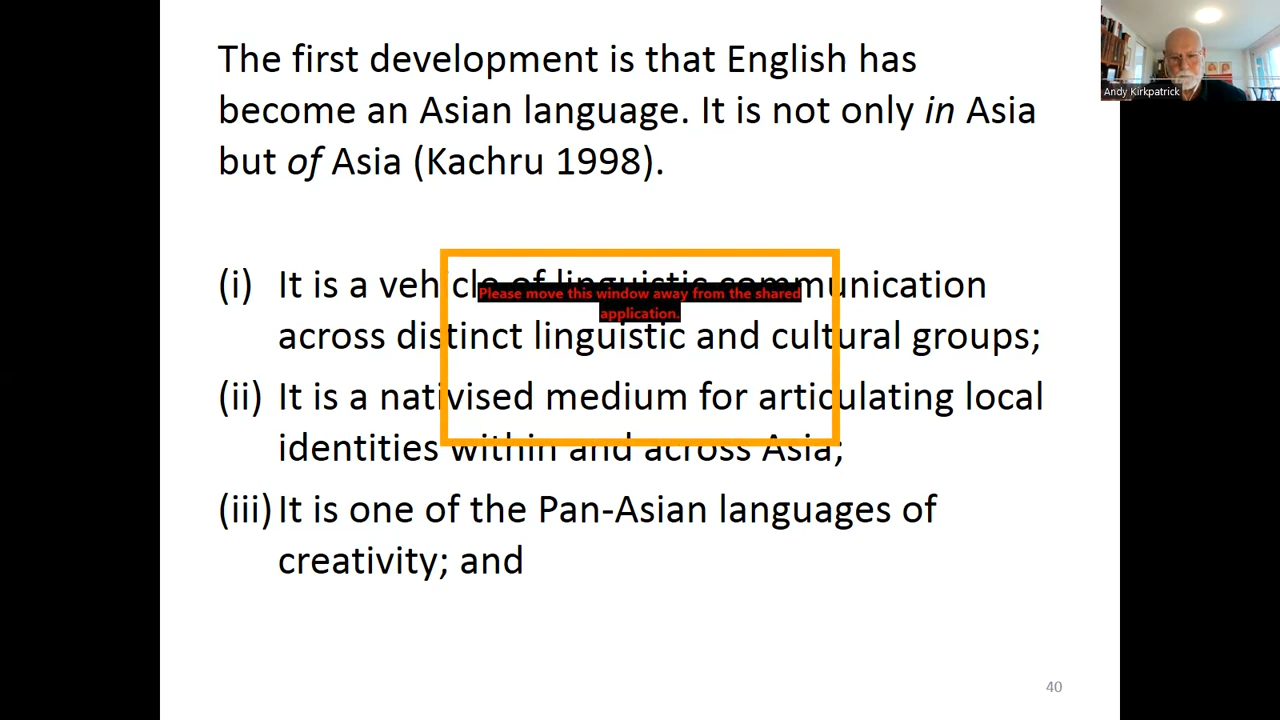 The first development is that English has
become an Asian language. It is not only in Asia
but of Asia (Kachru 1998).
(i) It is a vehicle of linguistic communication
across distinct linguistic and cultural groups;
(ii) It is a nativised medium for articulating local
identities within and across Asia;
(iii) It is one of the Pan-Asian languages of
creativity; and
Please move this window away from the shared
application.
40
Andy Kirkpatrick